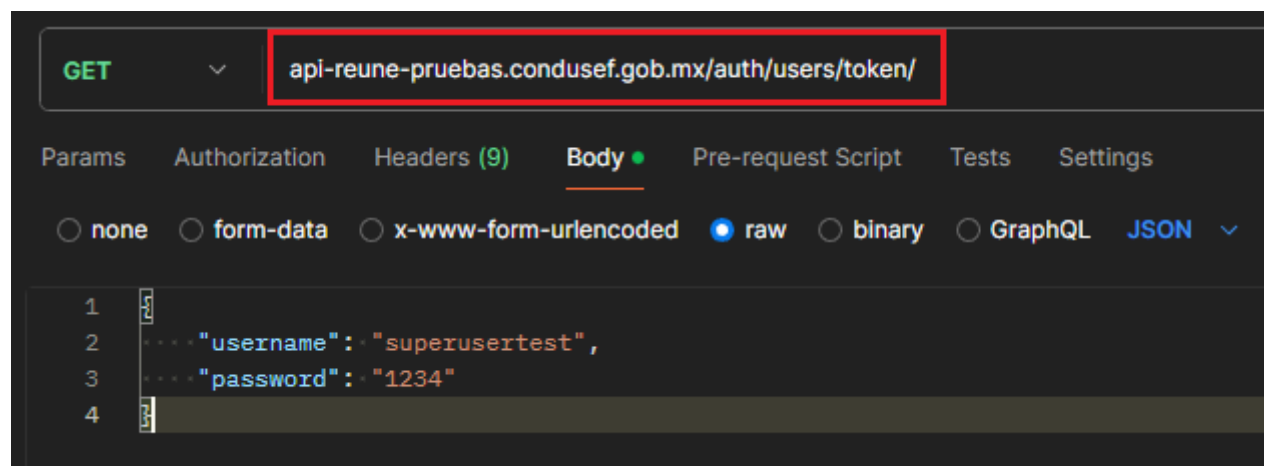 GET api-reune-pruebas.condusef.gob.mx/auth/users/token/
Params Authorization Headers (9) Body Pre-request Script Tests Settings
none form-data x-www-form-urlencoded raw binary GraphQL JSON
1 {
2 "username": "superusertest",
3 "password": "1234"
4 }